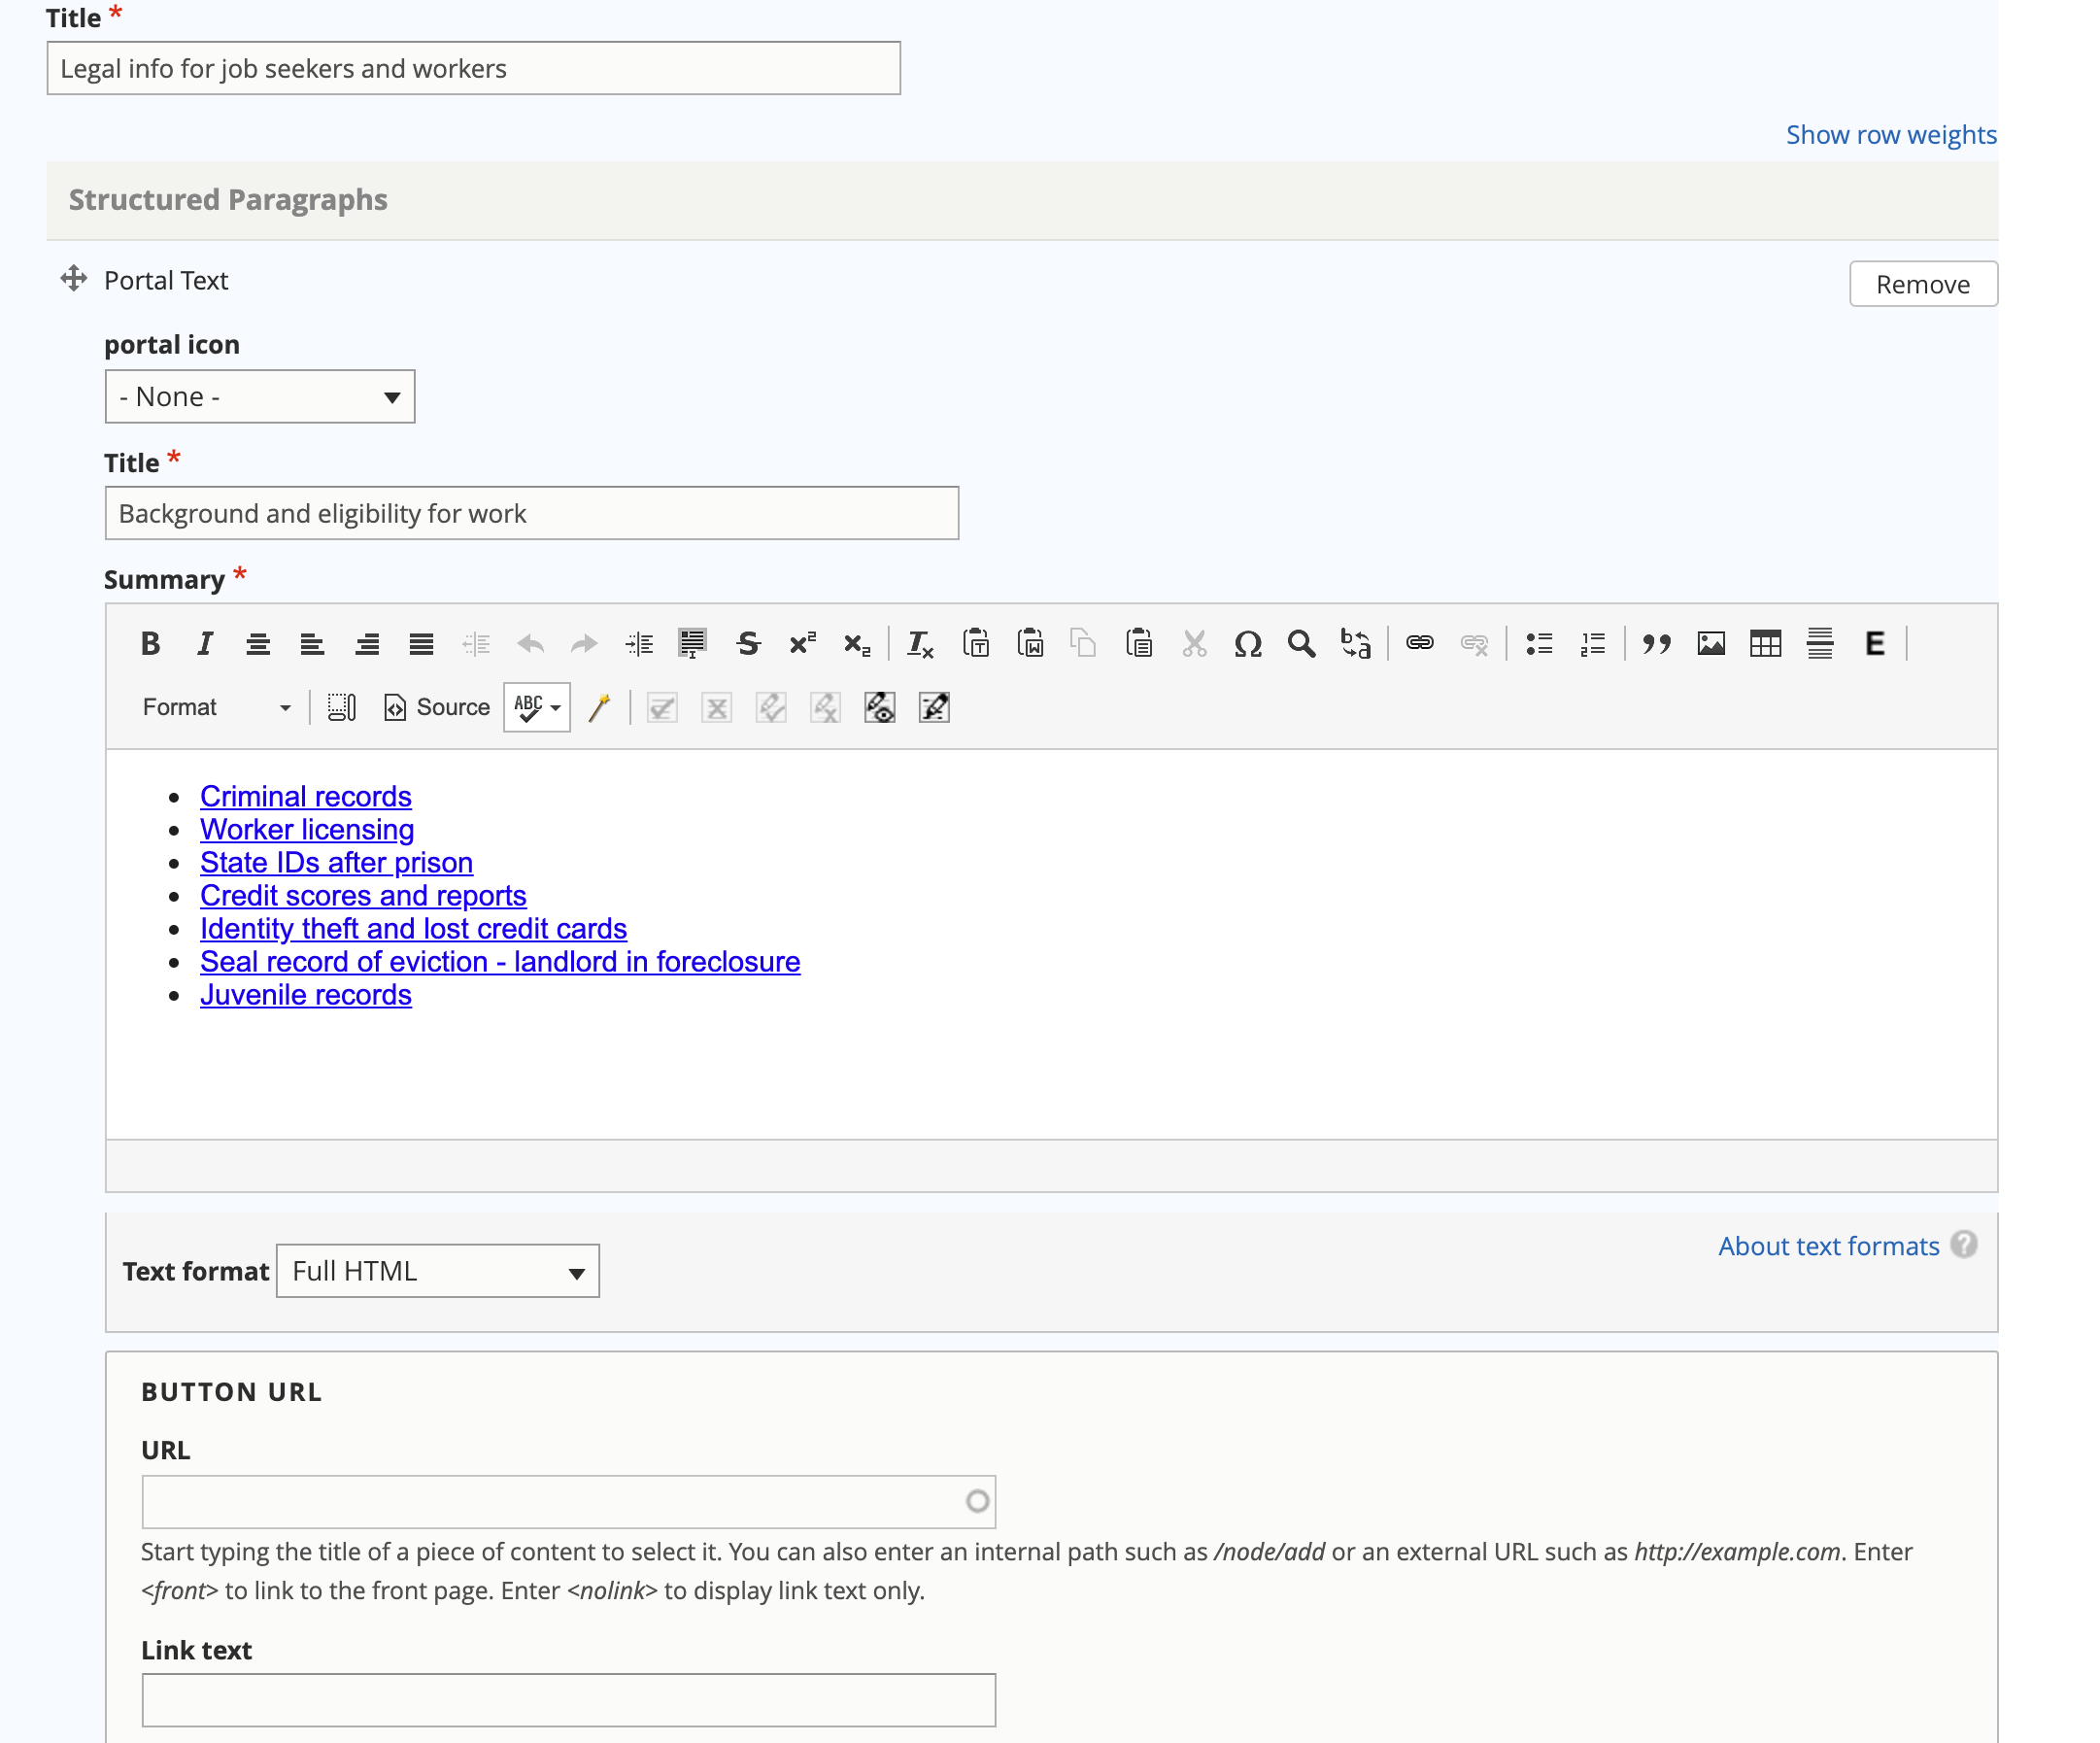 Title *
Legal info for job seekers and workers
Show row weights
Structured Paragraphs
Portal Text
Remove
portal icon
- None -
Title *
Background and eligibility for work
Summary *
Format
Source
ABC
E
Criminal records
Worker licensing
State IDs after prison
Credit scores and reports
Identity theft and lost credit cards
Seal record of eviction - landlord in foreclosure
Juvenile records
About text formats ?
Text format Full HTML
BUTTON URL
URL
Start typing the title of a piece of content to select it. You can also enter an internal path such as /node/add or an external URL such as http://example.com. Enter
<front> to link to the front page. Enter <nolink> to display link text only.
Link text